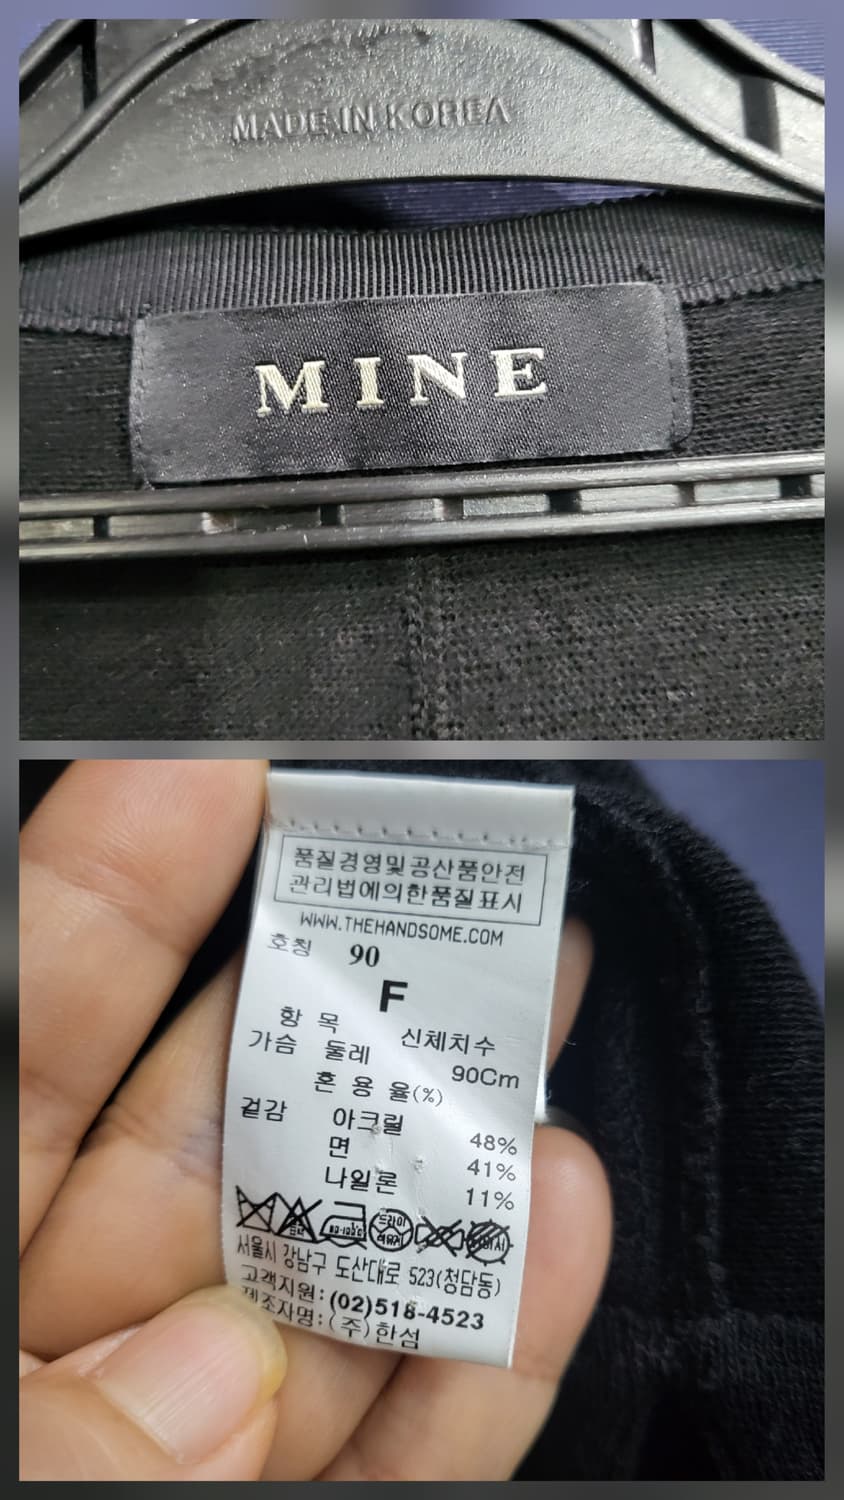 MADE IN KOREA
MINE
품질경영및공산품안전
관리법에의한품질표시
WWW.THEHANDSOME.COM
호칭 90
F
항 목 신체치수
가슴 둘레 90Cm
혼 용 율(%)
겉감 아크릴 48%
면 41%
나일론 11%
드라이
서울시 강남구 도산대로 523(청담동)
고객지원: (02)518-4523
제조자명: (주)한섬